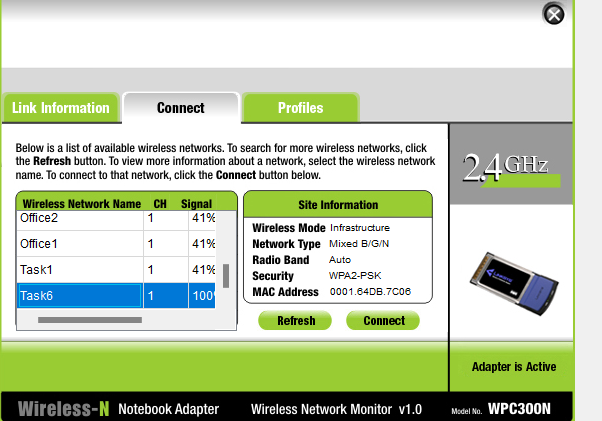 Link Information
Connect
Profiles
Below is a list of available wireless networks. To search for more wireless networks, click
the Refresh button. To view more information about a network, select the wireless network
name. To connect to that network, click the Connect button below.
2.4GHz
Wireless Network Name CH Signal
Office2 1 41%
Office1 1 41%
Task1 1 41%
Task6 1 100%
Site Information
Wireless Mode Infrastructure
Network Type Mixed B/G/N
Radio Band Auto
Security WPA2-PSK
MAC Address 0001.64DB.7C06
Refresh
Connect
Adapter is Active
Wireless-N Notebook Adapter Wireless Network Monitor v1.0 Model No. WPC300N